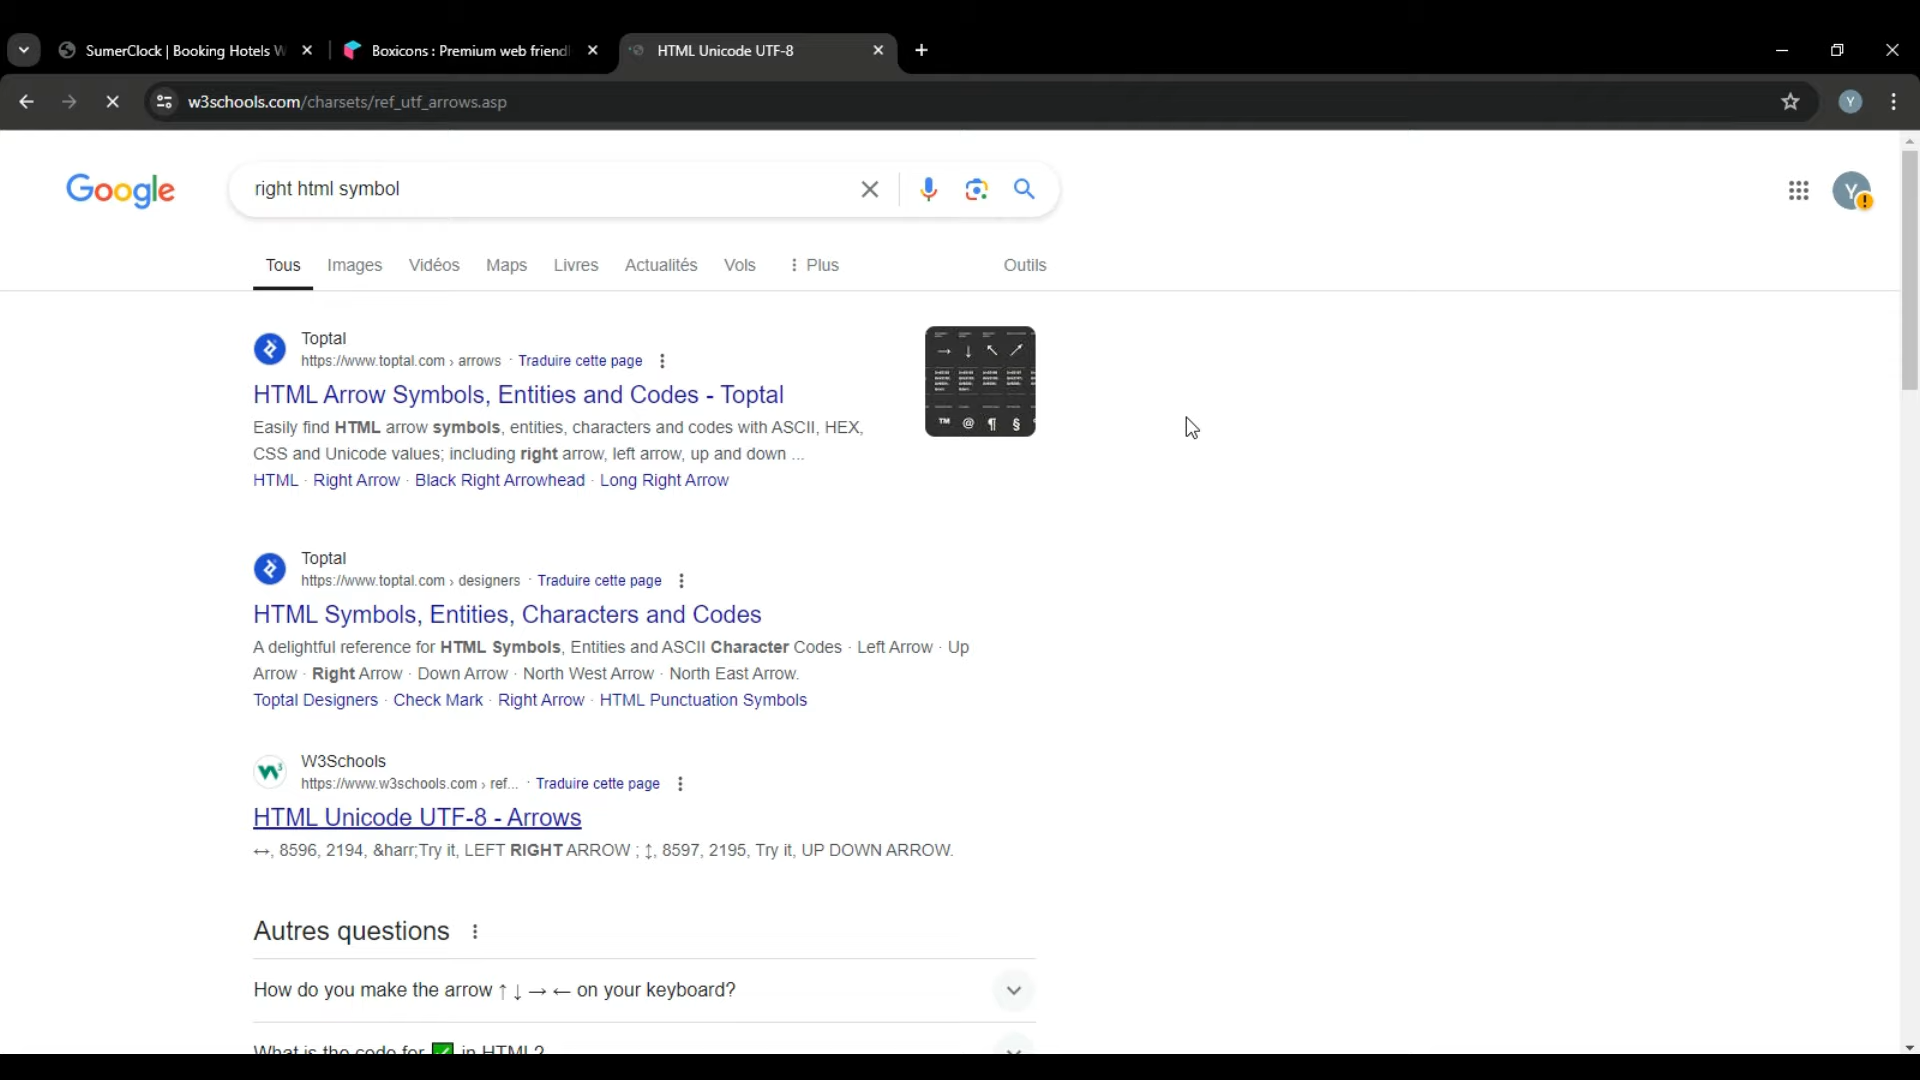 SumerClock | Booking Hotels W
Boxicons : Premium web friend
HTML Unicode UTF-8
w3schools.com/charsets/ref_utf_arrows.asp
Y
Google
right html symbol
Y
Tous Images Vidéos Maps Livres Actualités Vols Plus Outils
Toptal
https://www.toptal.com › arrows · Traduire cette page
HTML Arrow Symbols, Entities and Codes - Toptal
Easily find HTML arrow symbols, entities, characters and codes with ASCII, HEX,
CSS and Unicode values; including right arrow, left arrow, up and down ...
HTML · Right Arrow · Black Right Arrowhead · Long Right Arrow
→ ↓ ↖ ↗
™ @ ¶ §
Toptal
https://www.toptal.com › designers · Traduire cette page
HTML Symbols, Entities, Characters and Codes
A delightful reference for HTML Symbols, Entities and ASCII Character Codes · Left Arrow · Up
Arrow · Right Arrow · Down Arrow · North West Arrow · North East Arrow.
Toptal Designers · Check Mark · Right Arrow · HTML Punctuation Symbols
W3Schools
https://www.w3schools.com › ref... · Traduire cette page
HTML Unicode UTF-8 - Arrows
↔, 8596, 2194, &harr;Try it, LEFT RIGHT ARROW ; ↕, 8597, 2195, Try it, UP DOWN ARROW.
Autres questions
How do you make the arrow ↑ ↓ → ← on your keyboard?
What is the code for ✅ in HTML?